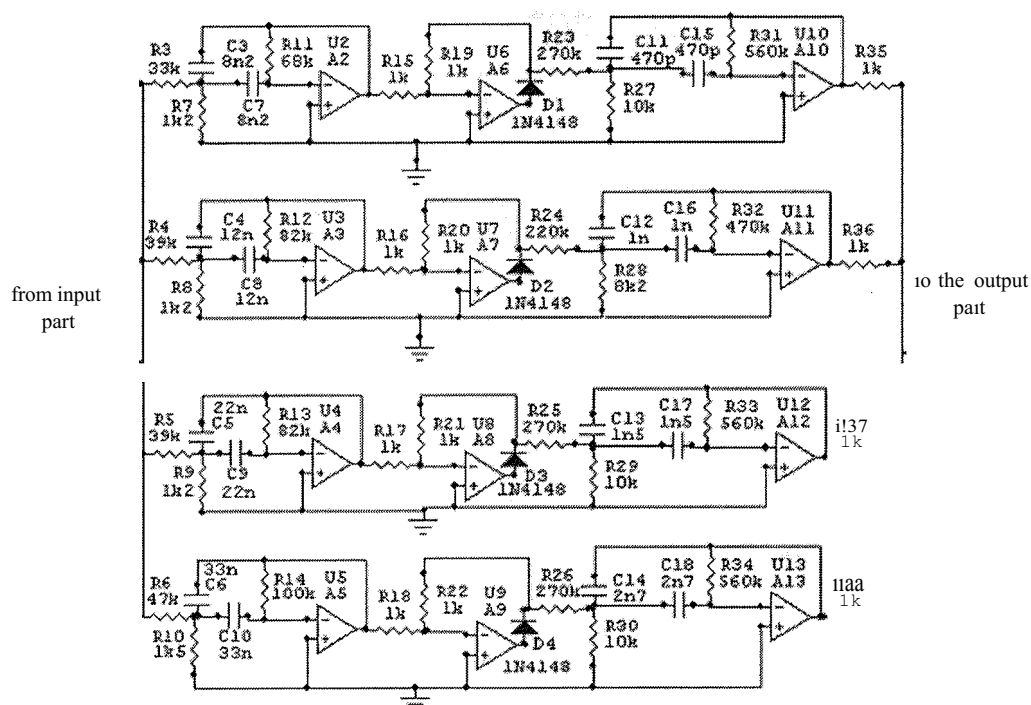 R3
33k
C3
8n2
R11
68k
U2
A2
R15
1k
R19
1k
U6
A6
R23
270k
C11
470p
C15
470p
R31
560k
U10
A10
R35
1k
R7
1k2
C7
8n2
D1
1N4148
R27
10k
R4
39k
C4
12n
R12
82k
U3
A3
R16
1k
R20
1k
U7
A7
R24
220k
C12
1n
C16
1n
R32
470k
U11
A11
R36
1k
R8
1k2
C8
12n
D2
1N4148
R28
8k2
from input
part
the output
R5
39k
22n
C5
R13
82k
U4
A4
R17
1k
R21
1k
U8
A8
R25
270k
C13
1n5
C17
1n5
R33
560k
U12
A12
i!37
1k
R9
1k2
C9
22n
D3
1N4148
R29
10k
R6
47k
33n
C6
R14
100k
U5
A5
R18
1k
R22
1k
U9
A9
R26
270k
C14
2n7
C18
2n7
R34
560k
U13
A13
1k
R10
1k5
C10
33n
D4
1N4148
R30
10k